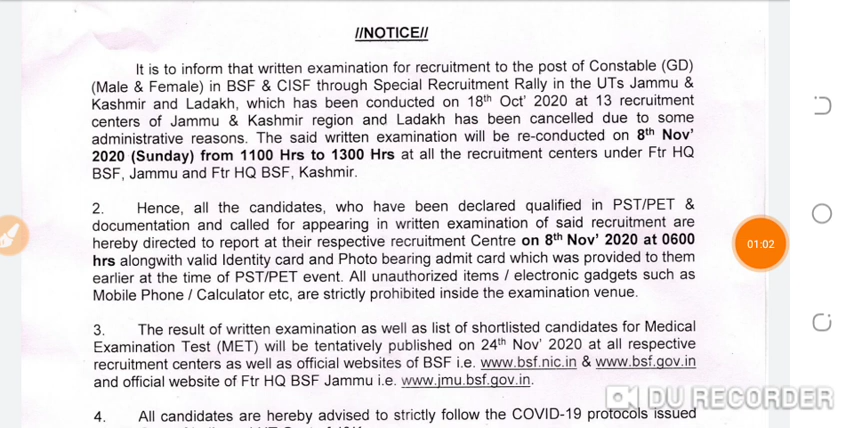 //NOTICE//
It is to inform that written examination for recruitment to the post of Constable (GD)
(Male & Female) in BSF & CISF through Special Recruitment Rally in the UTs Jammu &
Kashmir and Ladakh, which has been conducted on 18th Oct' 2020 at 13 recruitment
centers of Jammu & Kashmir region and Ladakh has been cancelled due to some
administrative reasons. The said written examination will be re-conducted on 8th Nov'
2020 (Sunday) from 1100 Hrs to 1300 Hrs at all the recruitment centers under Ftr HQ
BSF, Jammu and Ftr HQ BSF, Kashmir.
2. Hence, all the candidates, who have been declared qualified in PST/PET &
documentation and called for appearing in written examination of said recruitment are
hereby directed to report at their respective recruitment Centre on 8th Nov' 2020 at 0600
hrs alongwith valid Identity card and Photo bearing admit card which was provided to them
earlier at the time of PST/PET event. All unauthorized items / electronic gadgets such as
Mobile Phone / Calculator etc, are strictly prohibited inside the examination venue.
01:02
3. The result of written examination as well as list of shortlisted candidates for Medical
Examination Test (MET) will be tentatively published on 24th Nov' 2020 at all respective
recruitment centers as well as official websites of BSF i.e. www.bsf.nic.in & www.bsf.gov.in
and official website of Ftr HQ BSF Jammu i.e. www.jmu.bsf.gov.in.
DU RECORDER
4. All candidates are hereby advised to strictly follow the COVID-19 protocols issued